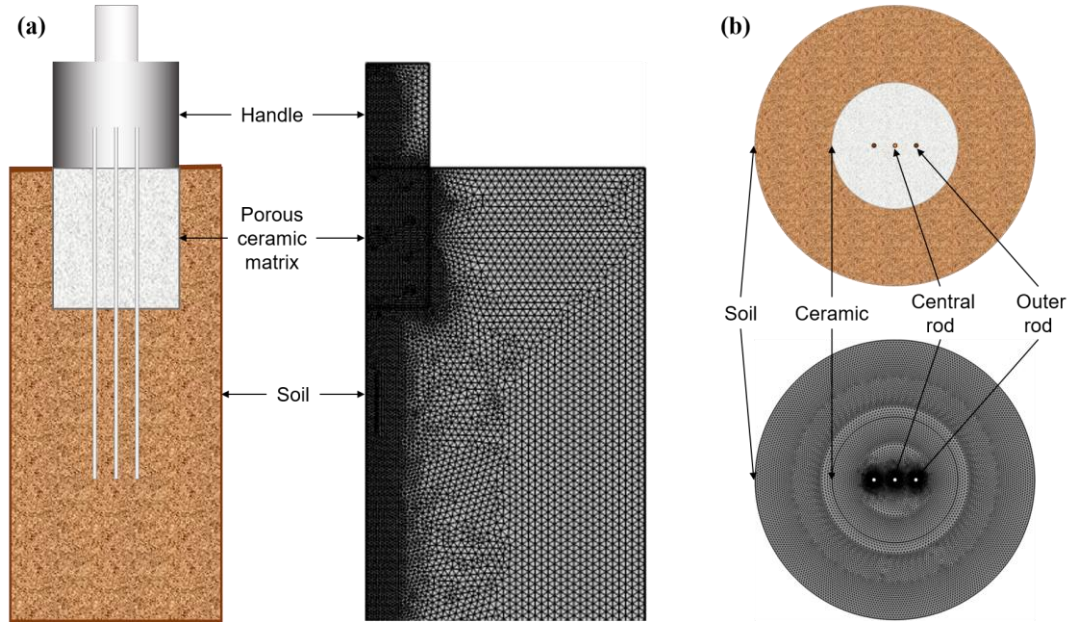 (a)
Handle
Porous
ceramic
matrix
Soil
(b)
Soil
Ceramic
Central
rod
Outer
rod